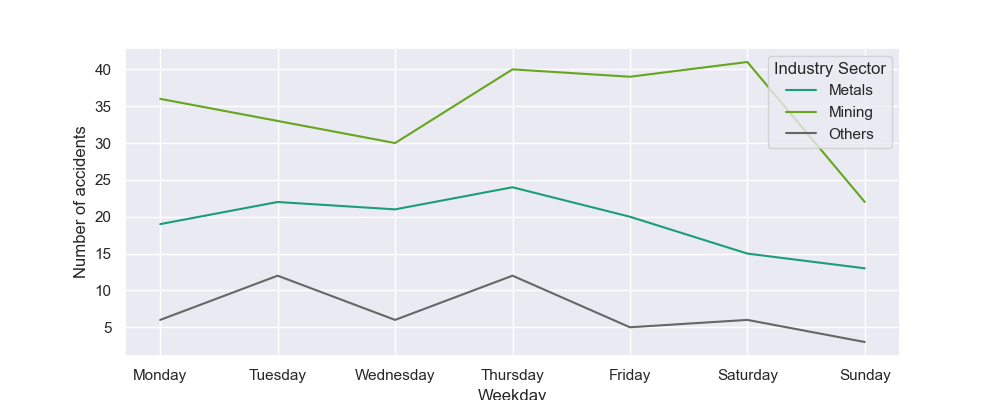 Number of accidents
40
35
30
25
20
15
10
5
Industry Sector
Metals
Mining
Others
Monday Tuesday Wednesday Thursday Friday Saturday Sunday
Weekday